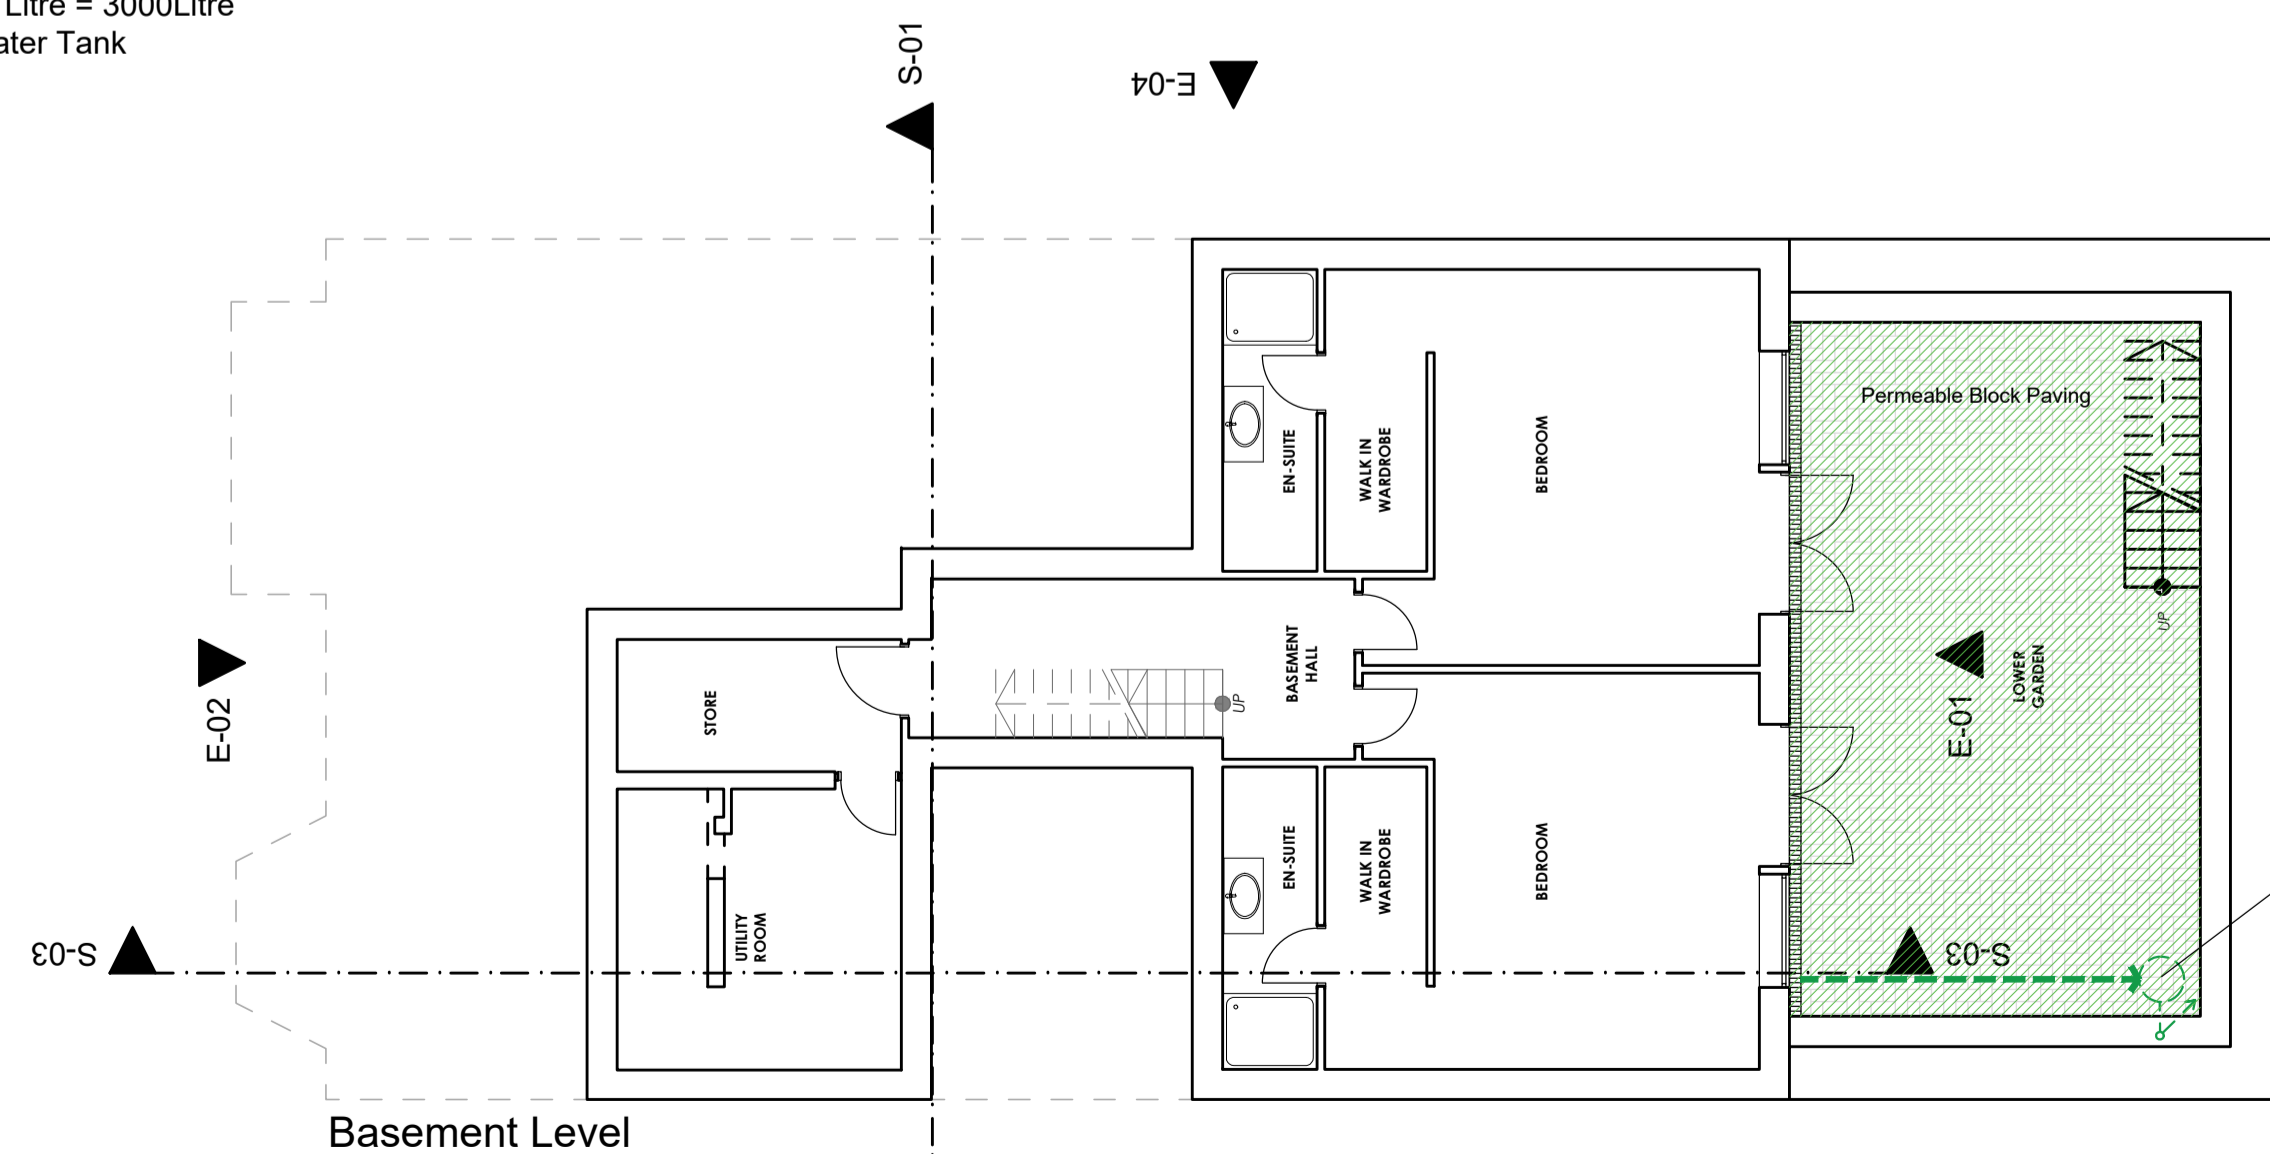 Litre = 3000Litre
ater Tank
S-01
E-04
Permeable Block Paving
EN-SUITE
WALK IN
WARDROBE
BEDROOM
UP
BASEMENT
HALL
UP
STORE
LOWER
GARDEN
E-01
E-02
EN-SUITE
WALK IN
WARDROBE
BEDROOM
UTILITY
ROOM
S-03
S-03
Basement Level